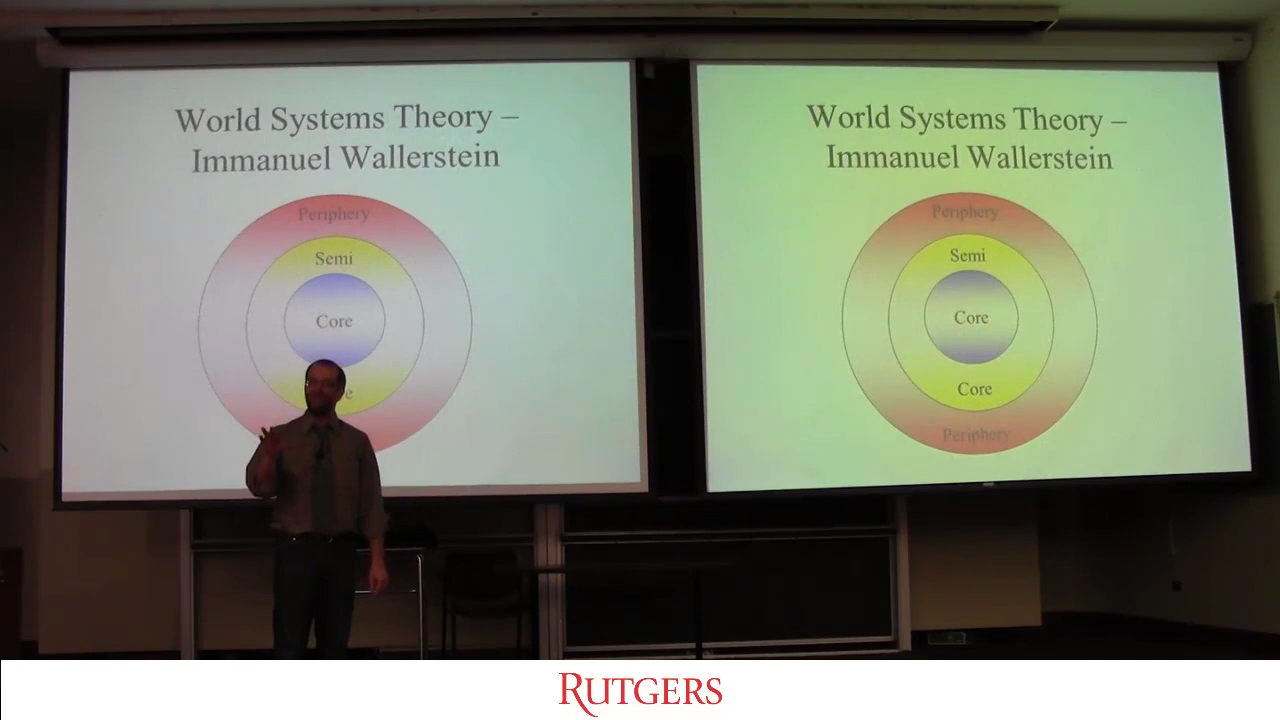 World Systems Theory –
Immanuel Wallerstein
Periphery
Semi
Core
World Systems Theory –
Immanuel Wallerstein
Periphery
Semi
Core
Core
Periphery
RUTGERS